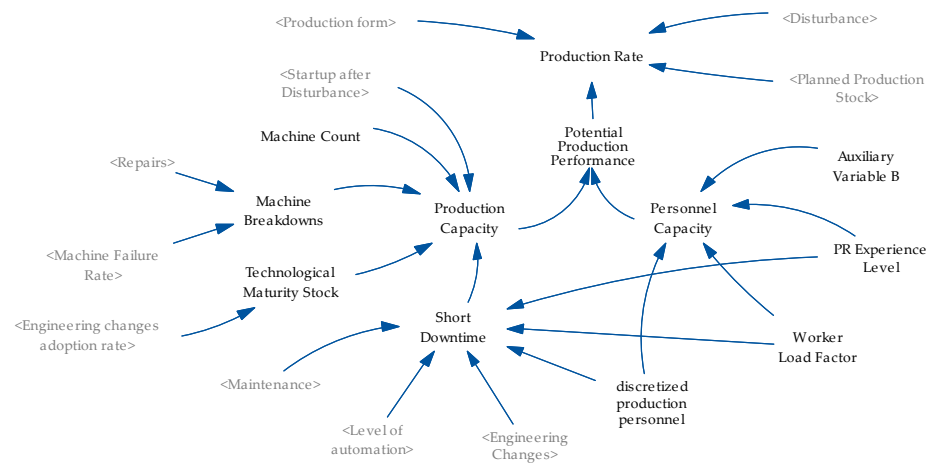 <Production form>
<Disturbance>
Production Rate
<Startup after
Disturbance>
<Planned Production
Stock>
Machine Count
Potential
Production
Performance
<Repairs>
Auxiliary
Variable B
Machine
Breakdowns
Production
Capacity
Personnel
Capacity
<Machine Failure
Rate>
PR Experience
Level
Technological
Maturity Stock
<Engineering changes
adoption rate>
Short
Downtime
Worker
Load Factor
<Maintenance>
discretized
production
personnel
<Level of
automation>
<Engineering
Changes>